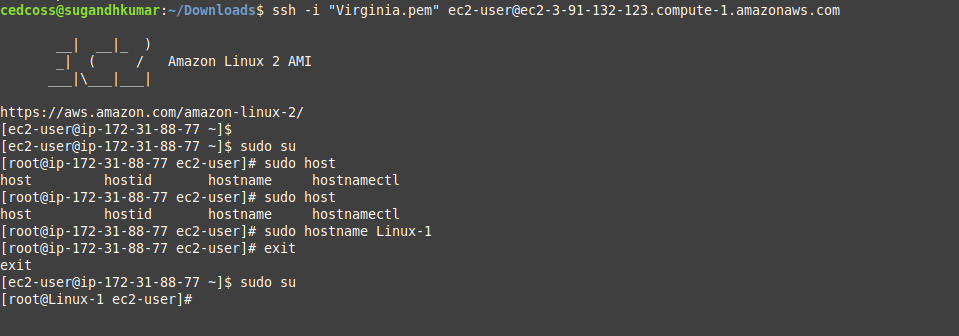 cedcoss@sugandhkumar:~/Downloads$ ssh -i "Virginia.pem" ec2-user@ec2-3-91-132-123.compute-1.amazonaws.com
       __|  __|_  )
       _|  (     /   Amazon Linux 2 AMI
      ___|\___|___|
https://aws.amazon.com/amazon-linux-2/
[ec2-user@ip-172-31-88-77 ~]$
[ec2-user@ip-172-31-88-77 ~]$ sudo su
[root@ip-172-31-88-77 ec2-user]# sudo host
host         hostid       hostname     hostnamectl
[root@ip-172-31-88-77 ec2-user]# sudo host
host         hostid       hostname     hostnamectl
[root@ip-172-31-88-77 ec2-user]# sudo hostname Linux-1
[root@ip-172-31-88-77 ec2-user]# exit
exit
[ec2-user@ip-172-31-88-77 ~]$ sudo su
[root@Linux-1 ec2-user]#